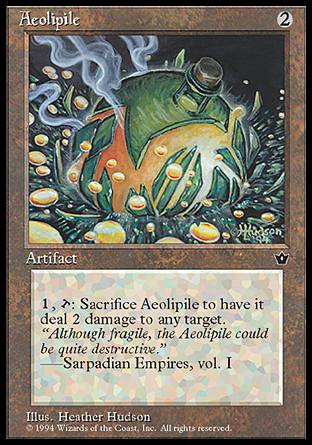 Aeolipile 2
HHudson
Artifact
1, T: Sacrifice Aeolipile to have it
deal 2 damage to any target.
"Although fragile, the Aeolipile could
be quite destructive."
——Sarpadian Empires, vol. I
Illus. Heather Hudson
© 1994 Wizards of the Coast, Inc. All rights reserved.